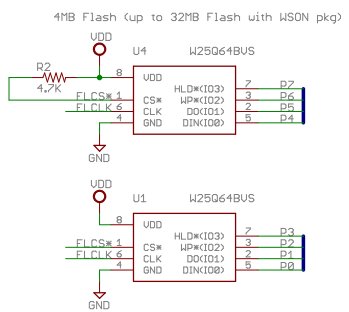 4MB Flash (up to 32MB Flash with WSON pkg)
VDD
U4 W25Q64BVS
R2
4.7K
8 VDD
HLD*(IO3) 7 P7
FLCS* 1 CS*
WP*(IO2) 3 P6
FLCLK 6 CLK
DO(IO1) 2 P5
4 GND
DIN(IO0) 5 P4
GND
VDD
U1 W25Q64BVS
8 VDD
HLD*(IO3) 7 P3
FLCS* 1 CS*
WP*(IO2) 3 P2
FLCLK 6 CLK
DO(IO1) 2 P1
4 GND
DIN(IO0) 5 P0
GND